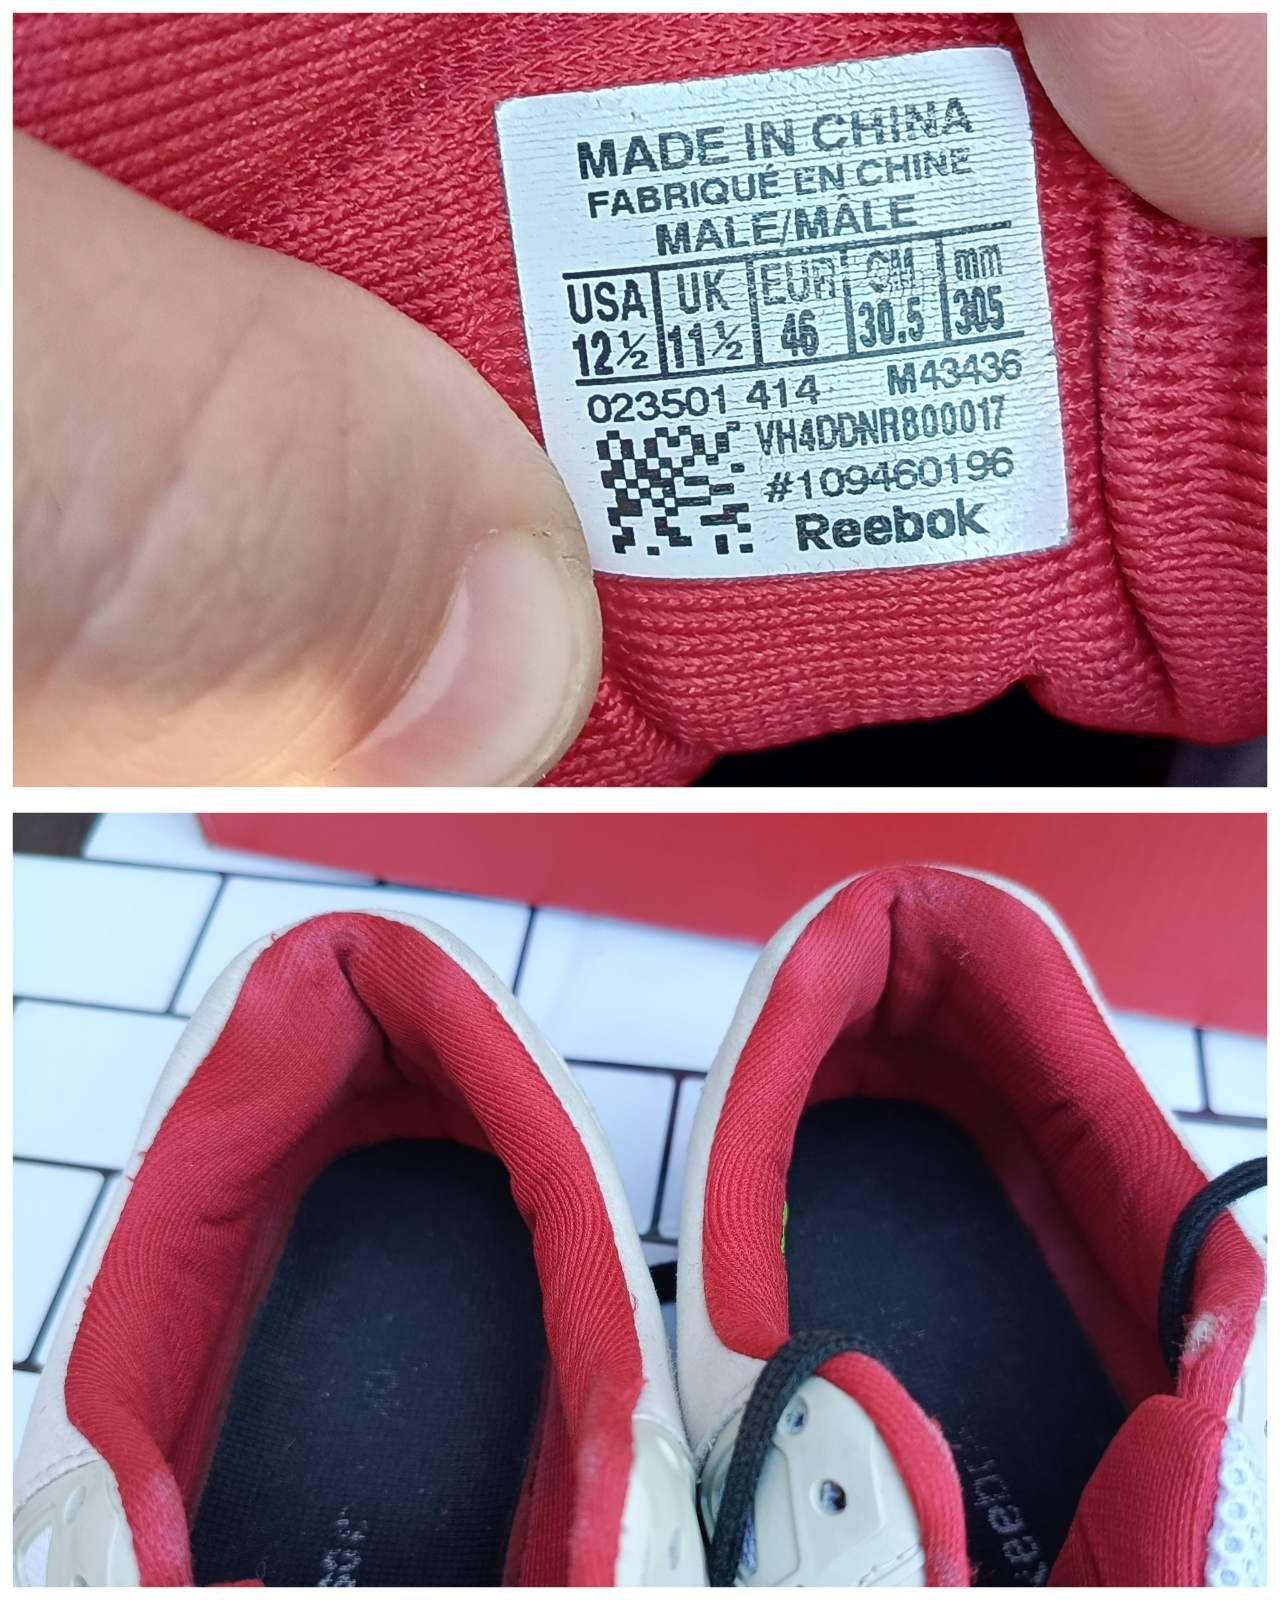 MADE IN CHINA
FABRIQUÉ EN CHINE
MALE/MÂLE
USA UK EUR CM mm
12½ 11½ 46 30.5 305
023501 414 M43436
VH4DDNR800017
#109460196
Reebok